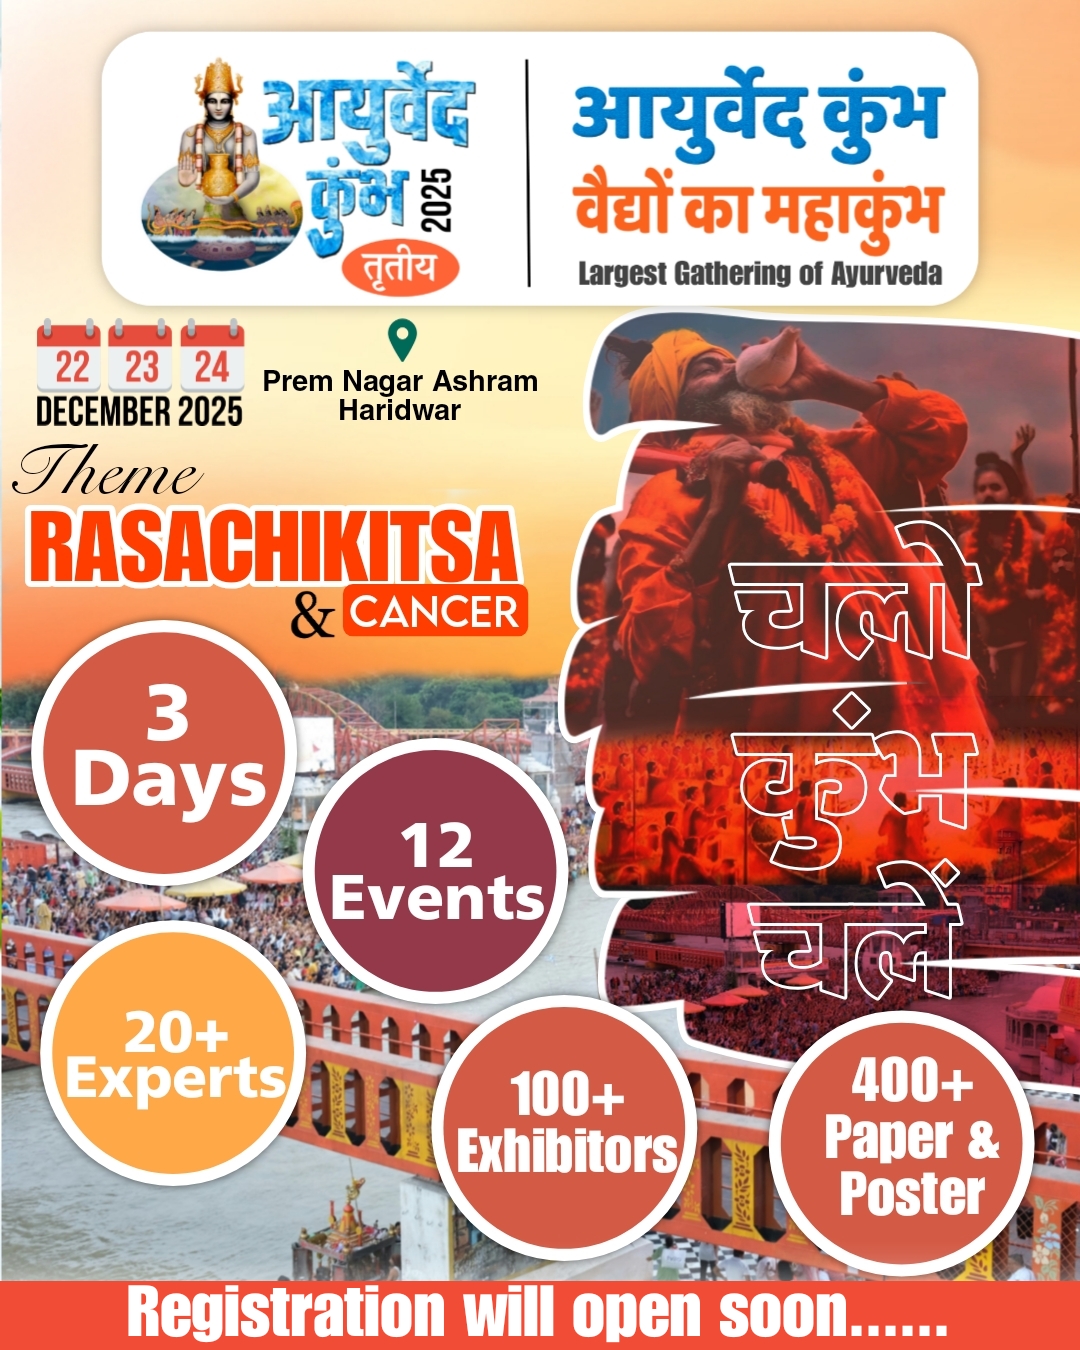 आयुर्वेद
कुंभ
2025
तृतीय
आयुर्वेद कुंभ
वैद्यों का महाकुंभ
Largest Gathering of Ayurveda
22 23 24
DECEMBER 2025
Prem Nagar Ashram
Haridwar
Theme
RASACHIKITSA
& CANCER
चलो
कुंभ
चलें
3
Days
12
Events
20+
Experts
100+
Exhibitors
400+
Paper &
Poster
Registration will open soon......